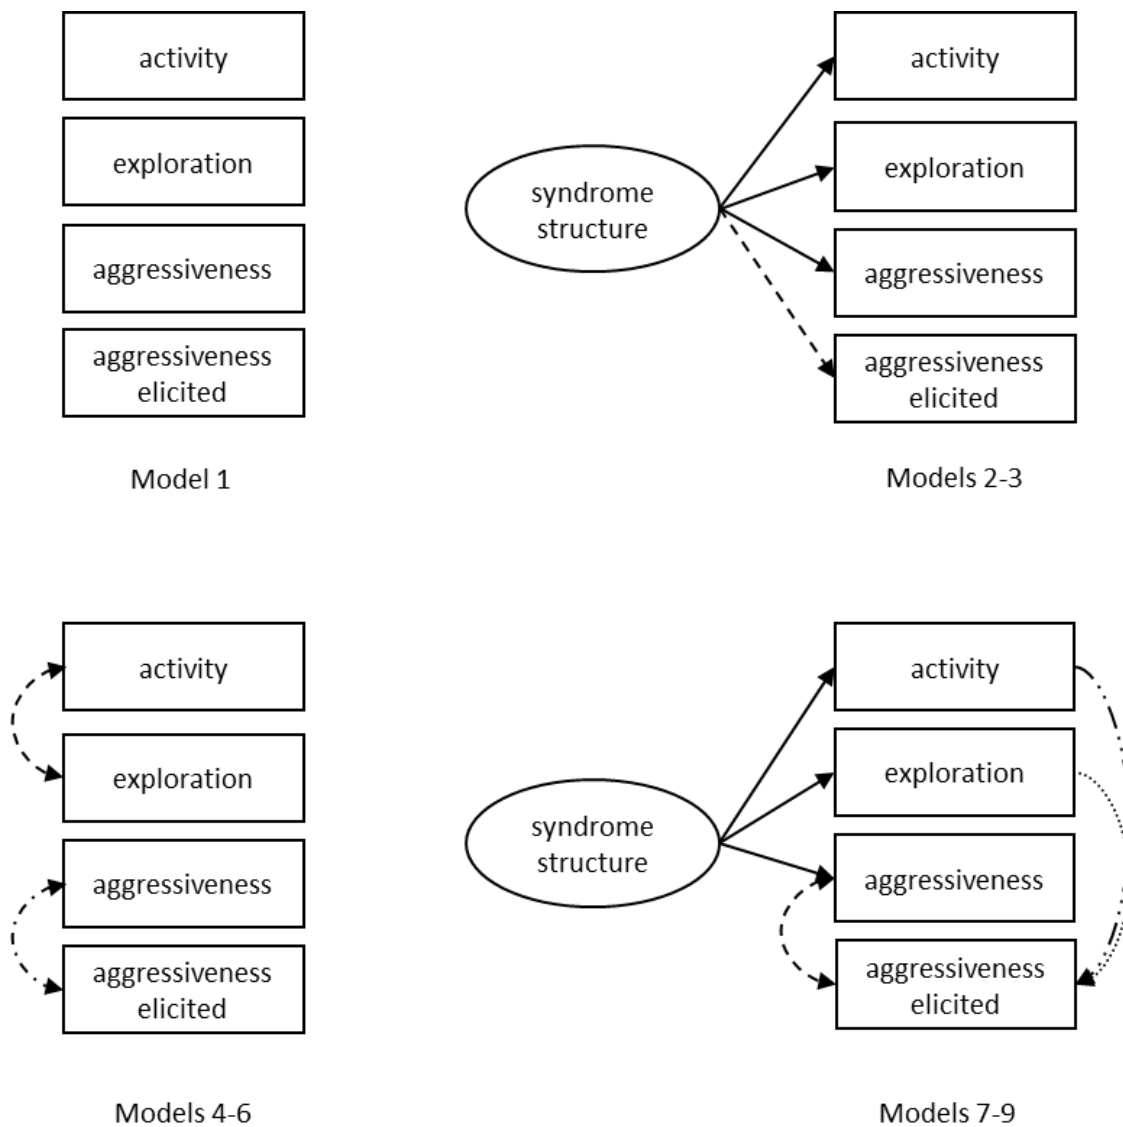 activity
exploration
aggressiveness
aggressiveness
elicited
Model 1
syndrome
structure
activity
exploration
aggressiveness
aggressiveness
elicited
Models 2-3
activity
exploration
aggressiveness
aggressiveness
elicited
Models 4-6
syndrome
structure
activity
exploration
aggressiveness
aggressiveness
elicited
Models 7-9